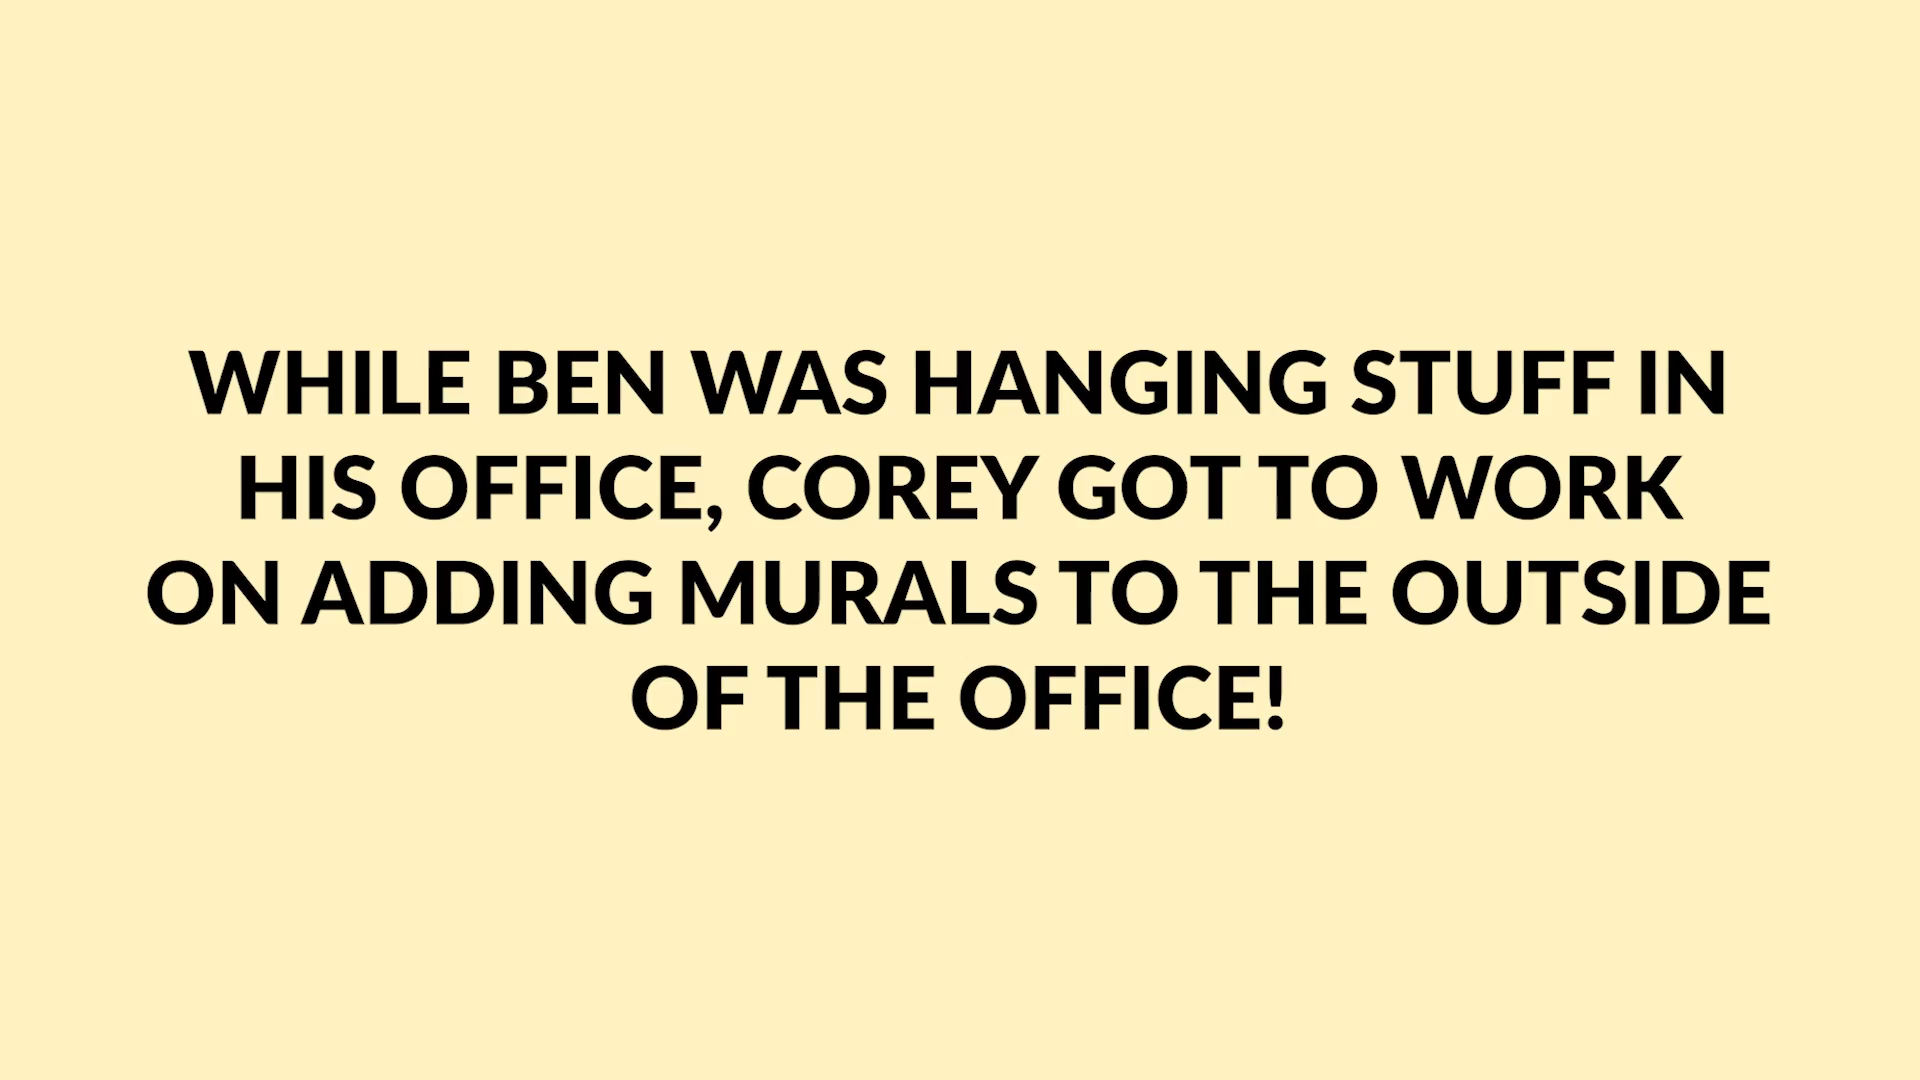 WHILE BEN WAS HANGING STUFF IN
HIS OFFICE, COREY GOT TO WORK
ON ADDING MURALS TO THE OUTSIDE
OF THE OFFICE!